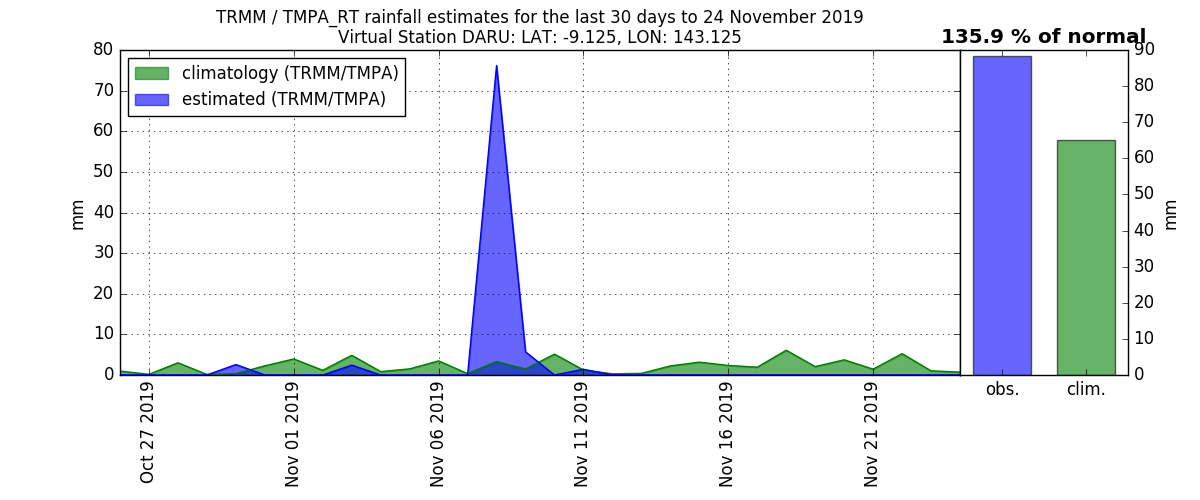 TRMM / TMPA_RT rainfall estimates for the last 30 days to 24 November 2019
Virtual Station DARU: LAT: -9.125, LON: 143.125
135.9 % of normal
climatology (TRMM/TMPA)
estimated (TRMM/TMPA)
80
70
60
50
40
30
20
10
0
mm
Oct 27 2019
Nov 01 2019
Nov 06 2019
Nov 11 2019
Nov 16 2019
Nov 21 2019
90
80
70
60
50
40
30
20
10
0
mm
obs.
clim.